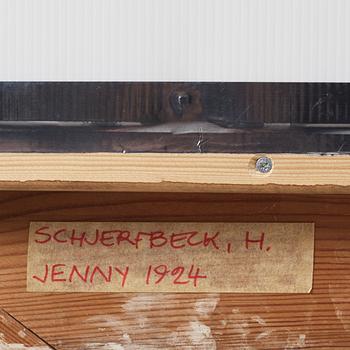 SCHJERFBECK, H.
JENNY 1924